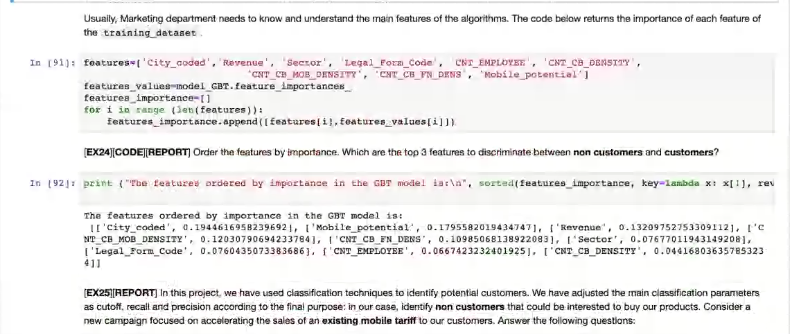 Usually, Marketing department needs to know and understand the main features of the algorithms. The code below returns the importance of each feature of
the training_dataset .
In [91]: features=['City_coded','Revenue', 'Sector', 'Legal_Form_Code', 'CNT_EMPLOYEE', 'CNT_CB_DENSITY',
'CNT_CB_MOB_DENSITY', 'CNT_CB_FN_DENS', 'Mobile_potential']
features_values=model_GBT.feature_importances_
features_importance=[]
for i in range (len(features)):
features_importance.append([features[i],features_values[i]])
[EX24][CODE][REPORT] Order the features by importance. Which are the top 3 features to discriminate between non customers and customers?
In [92]: print ("The features ordered by importance in the GBT model is:\n", sorted(features_importance, key=lambda x: x[1], rev
The features ordered by importance in the GBT model is:
[['City_coded', 0.1944616958239692], ['Mobile_potential', 0.1795582019434747], ['Revenue', 0.13209752753309112], ['C
NT_CB_MOB_DENSITY', 0.12030790694233784], ['CNT_CB_FN_DENS', 0.10985068138922083], ['Sector', 0.07677011943149208],
['Legal_Form_Code', 0.0760435073383686], ['CNT_EMPLOYEE', 0.0667423232401925], ['CNT_CB_DENSITY', 0.04416803635785323
4]]
[EX25][REPORT] In this project, we have used classification techniques to identify potential customers. We have adjusted the main classification parameters
as cutoff, recall and precision according to the final purpose: in our case, identify non customers that could be interested to buy our products. Consider a
new campaign focused on accelerating the sales of an existing mobile tariff to our customers. Answer the following questions: